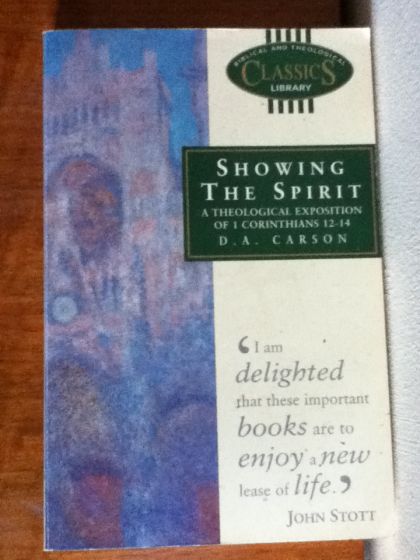 BIBLICAL AND THEOLOGICAL
CLASSICS
LIBRARY
SHOWING
THE SPIRIT
A THEOLOGICAL EXPOSITION
OF 1 CORINTHIANS 12-14
D. A. CARSON
‘I am
delighted
that these important
books are to
enjoy a new
lease of life.’
JOHN STOTT